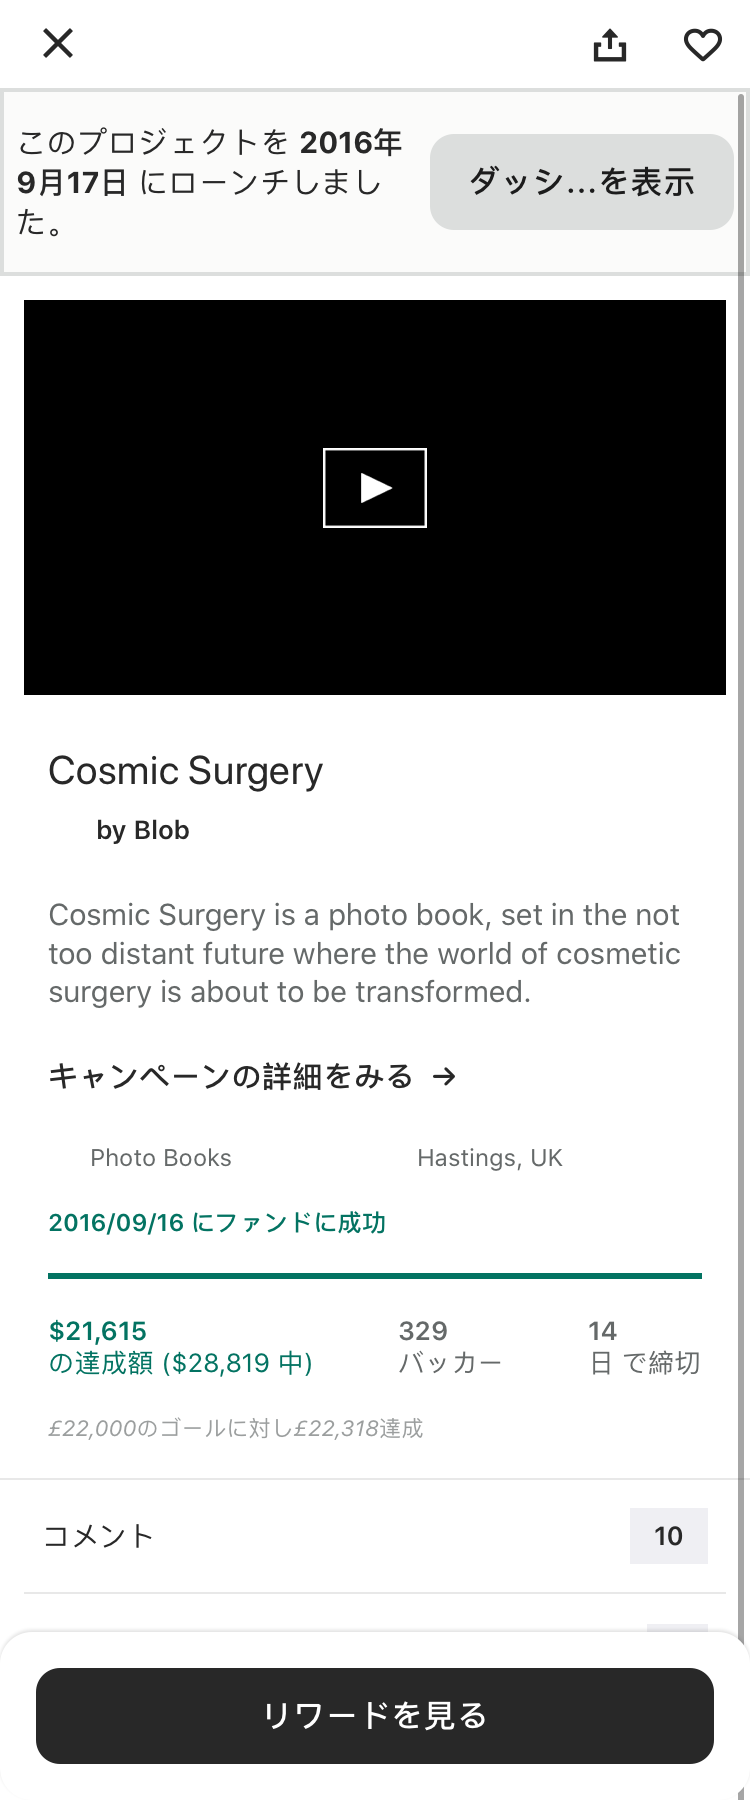 このプロジェクトを 2016年
9月17日 にローンチしまし
た。
ダッシ...を表示
Cosmic Surgery
by Blob
Cosmic Surgery is a photo book, set in the not
too distant future where the world of cosmetic
surgery is about to be transformed.
キャンペーンの詳細をみる →
Photo Books
Hastings, UK
2016/09/16 にファンドに成功
$21,615
の達成額 ($28,819 中)
329
バッカー
14
日 で締切
£22,000のゴールに対し£22,318達成
コメント
10
リワードを見る